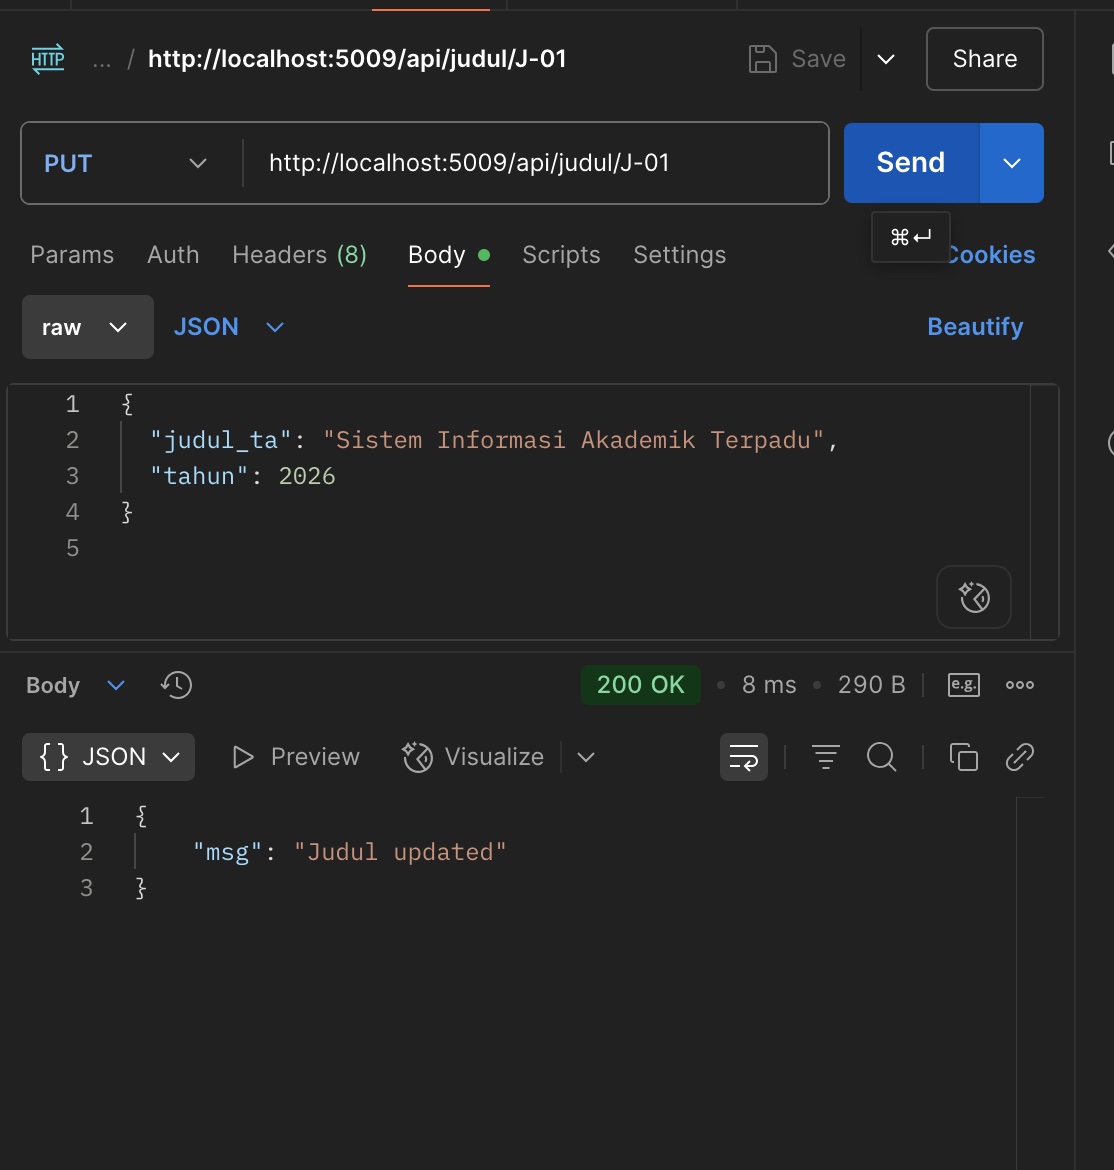 HTTP ... / http://localhost:5009/api/judul/J-01 Save Share
PUT http://localhost:5009/api/judul/J-01 Send
⌘↵
Params Auth Headers (8) Body Scripts Settings Cookies
raw JSON Beautify
1 {
2 "judul_ta": "Sistem Informasi Akademik Terpadu",
3 "tahun": 2026
4 }
5
Body 200 OK • 8 ms • 290 B e.g.
{} JSON Preview Visualize
1 {
2 "msg": "Judul updated"
3 }